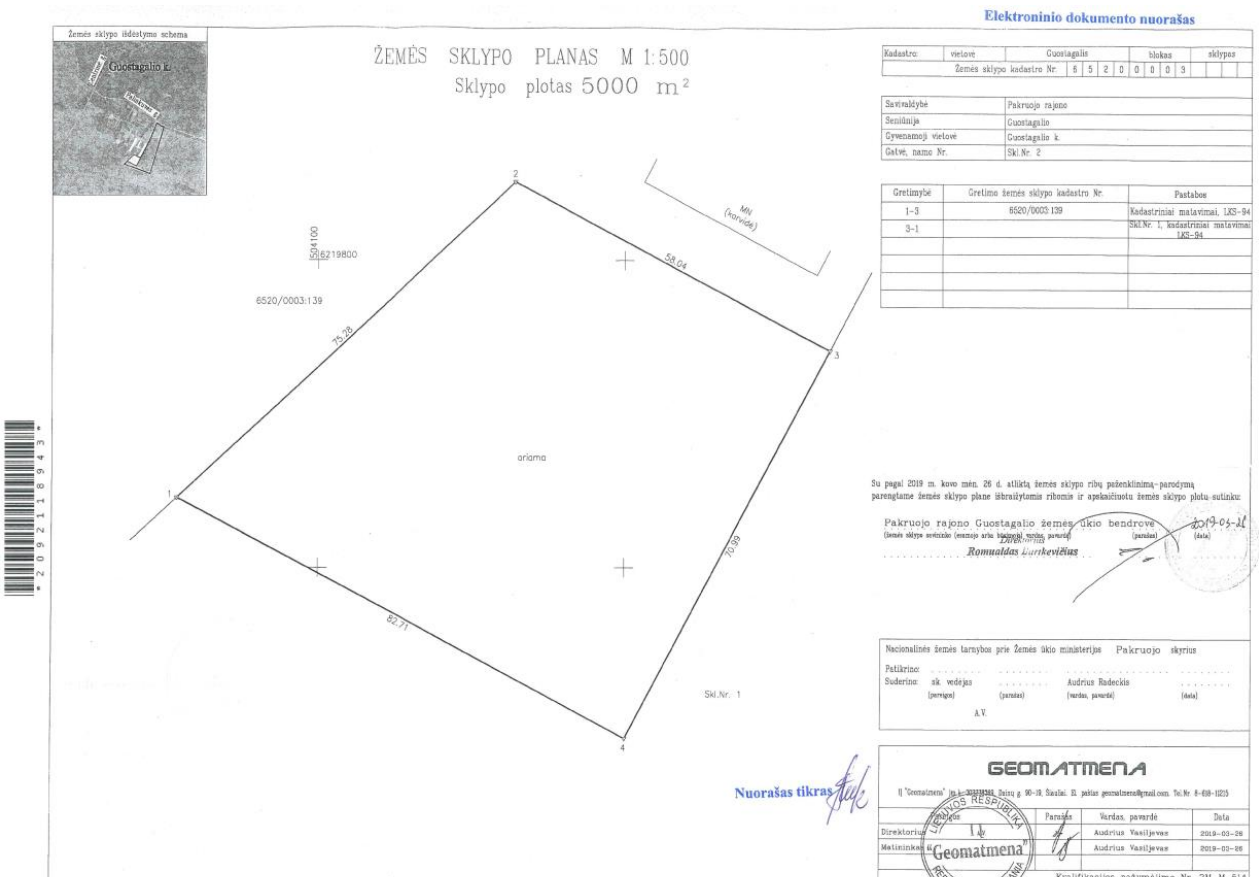 Elektroninio dokumento nuorašas
Žemės sklypo išdėstymo schema
Guostagalio k.
ŽEMĖS SKLYPO PLANAS M 1:500
Sklypo plotas 5000 m²
Kadastro: vietovė Guostagalis blokas sklypas
Žemės sklypo kadastro Nr. 6 5 2 0 0 0 0 3
Savivaldybė Pakruojo rajono
Seniūnija Guostagalio
Gyvenamoji vietovė Guostagalio k.
Gatvė, namo Nr. Skl.Nr. 2
Gretimybė Gretimo žemės sklypo kadastro Nr. Pastabos
1-3 6520/0003:139 Kadastriniai matavimai, LKS-94
3-1 Skl.Nr. 1, kadastriniai matavimai
LKS-94
2
MN
(karvidė)
504100
6219800
58.04
6520/0003:139
75.28
3
ariama
1
70.99
82.71
Skl.Nr. 1
4
*2092118943*
Su pagal 2019 m. kovo mėn. 26 d. atliktą žemės sklypo ribų paženklinimą-parodymą
parengtame žemės sklypo plane išbraižytomis ribomis ir apskaičiuotu žemės sklypo plotu sutinku:
Pakruojo rajono Guostagalio žemės ūkio bendrovė 2019-03-26
(parašas) (data)
Direktorius
Romualdas
Nacionalinės žemės tarnybos prie Žemės ūkio ministerijos Pakruojo skyrius
Patikrino:
Suderino: sk. vedėjas Audrius Radeckis
(pareigos) (parašas) (vardas, pavardė) (data)
A.V.
Nuorašas tikras
GEOMATMENA
Pareigos Parašas Vardas, pavardė Data
Direktorius Audrius Vasiljevas 2019-03-26
Matininkas Audrius Vasiljevas 2019-03-26
LIETUVOS RESPUBLIKA
A.V.
"Geomatmena"